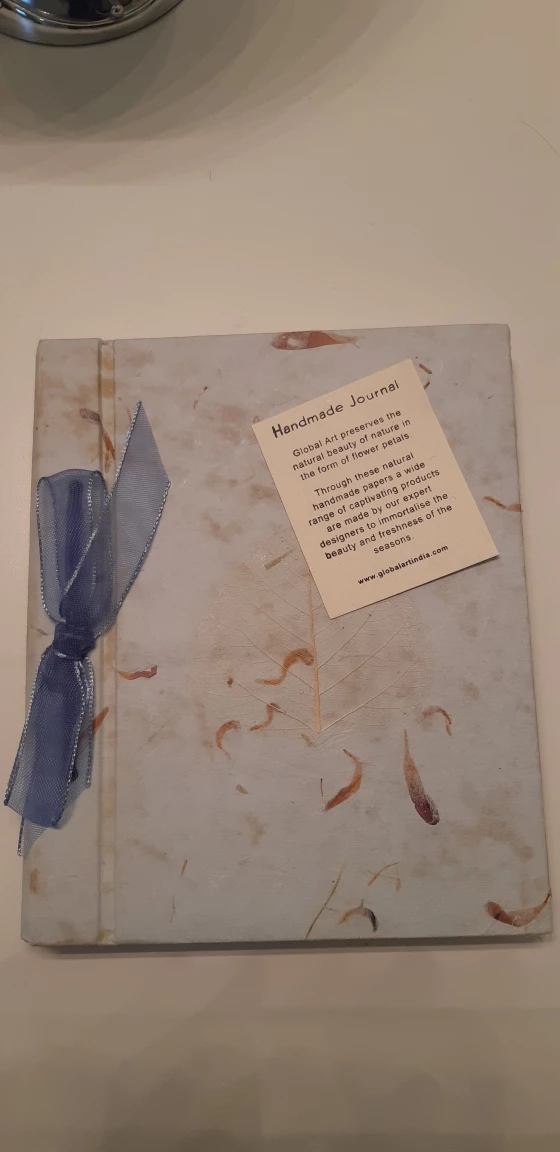 Handmade Journal
Global Art preserves the
natural beauty of nature in
the form of flower petals
Through these natural
handmade papers a wide
range of captivating products
are made by our expert
designers to immortalise the
beauty and freshness of the
seasons.
www.globalartindia.com